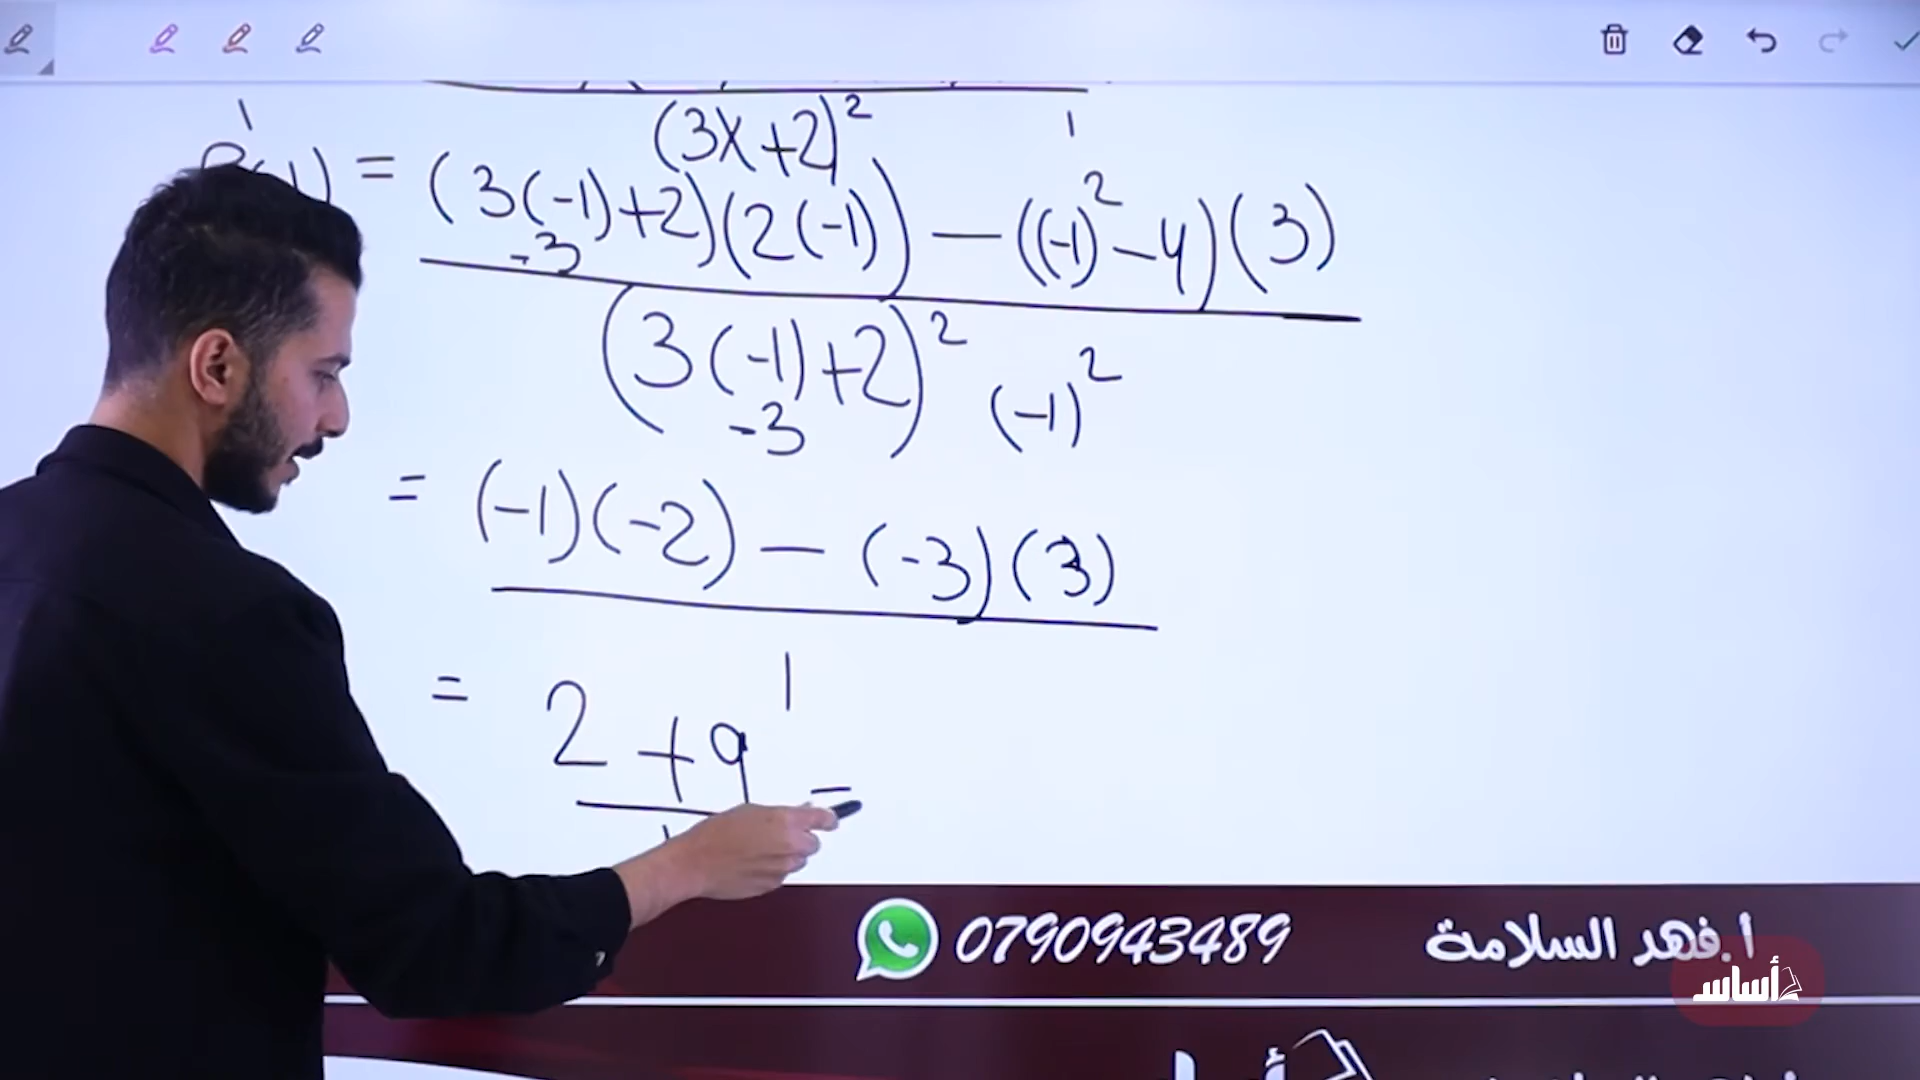 (3x+2)²
= (3(-1)+2)(2(-1)) − ((-1)²−4)(3)
-3
1
(3(-1)+2)² (-1)²
-3
= (-1)(-2) − (-3)(3)
1
= 2+9 =
0790943489
أ.فهد السلامة
أساس